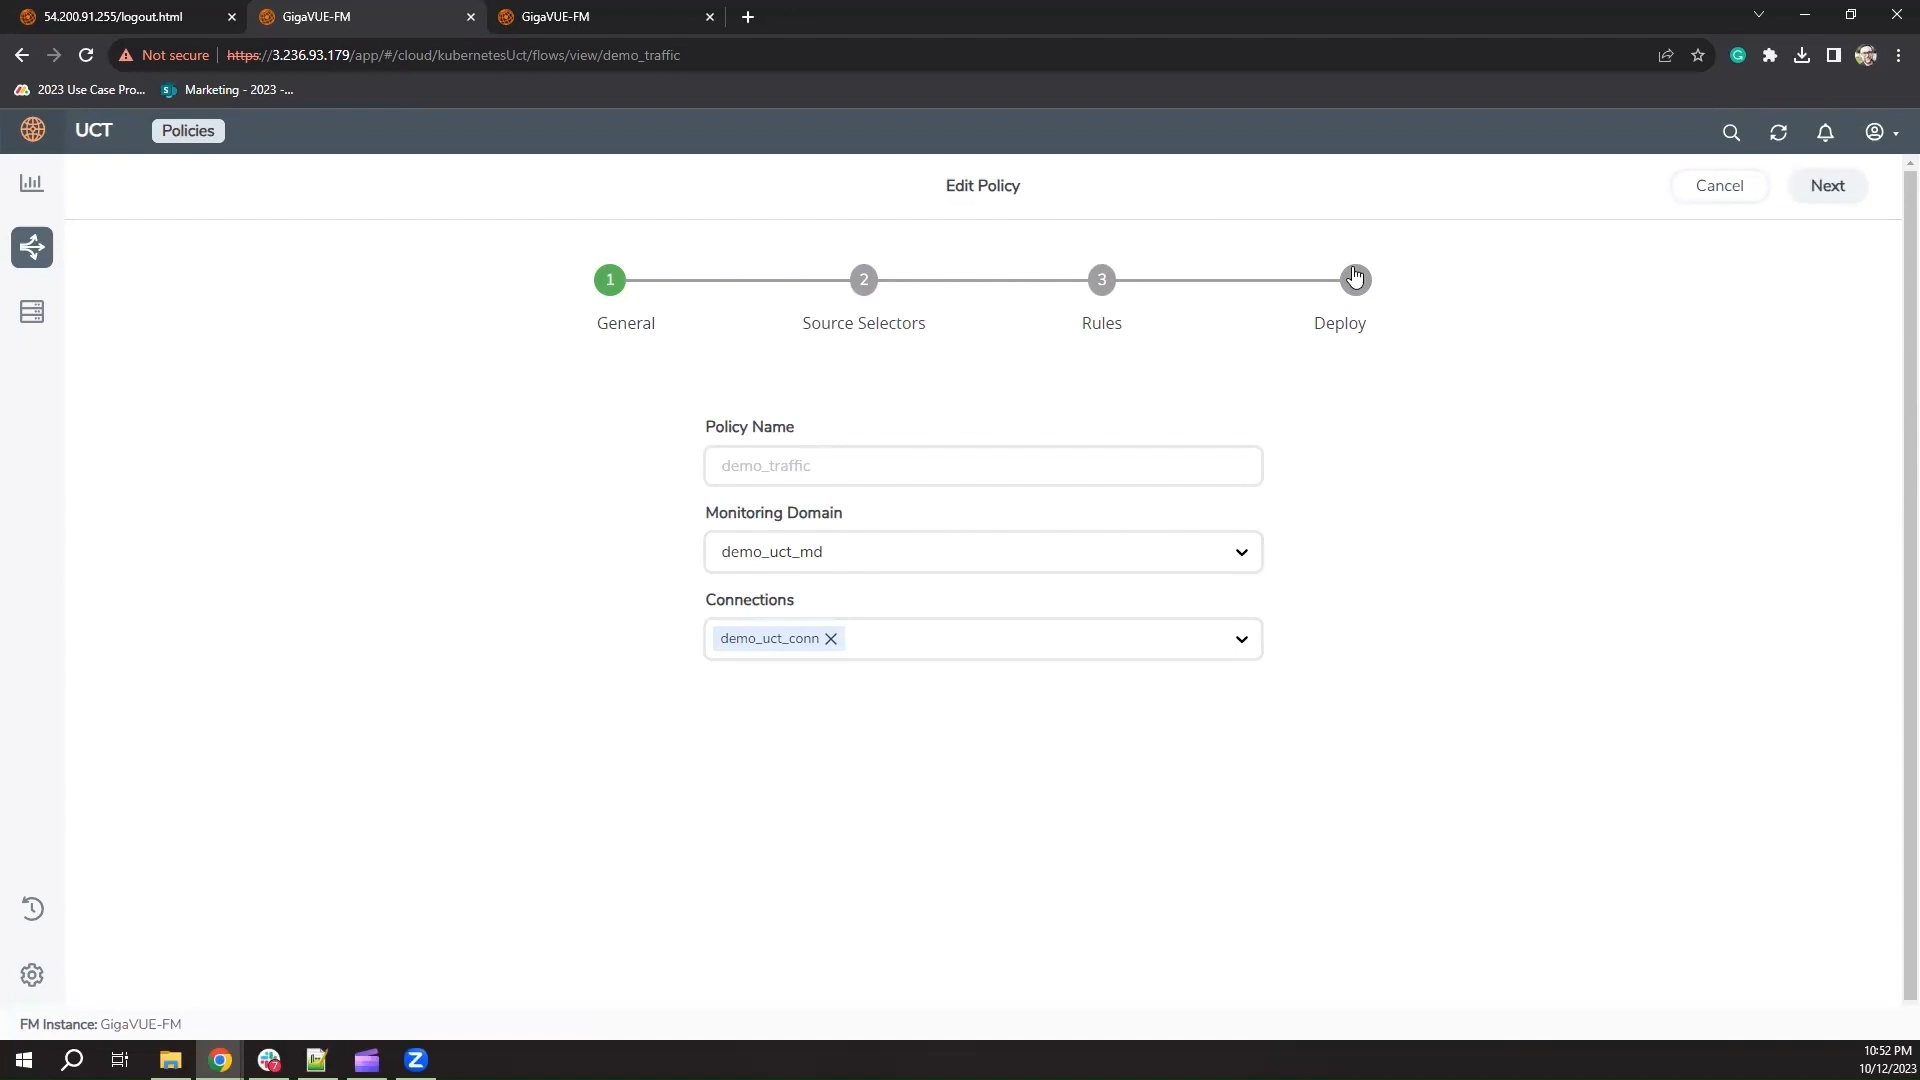 54.200.91.255/logout.html
GigaVUE-FM
GigaVUE-FM
Not secure
https://3.236.93.179/app/#/cloud/kubernetesUct/flows/view/demo_traffic
2023 Use Case Pro...
Marketing - 2023 -...
UCT
Policies
Edit Policy
Cancel
Next
1
2
3
General
Source Selectors
Rules
Deploy
Policy Name
demo_traffic
Monitoring Domain
demo_uct_md
Connections
demo_uct_conn
FM Instance: GigaVUE-FM
7
10:52 PM
10/12/2023